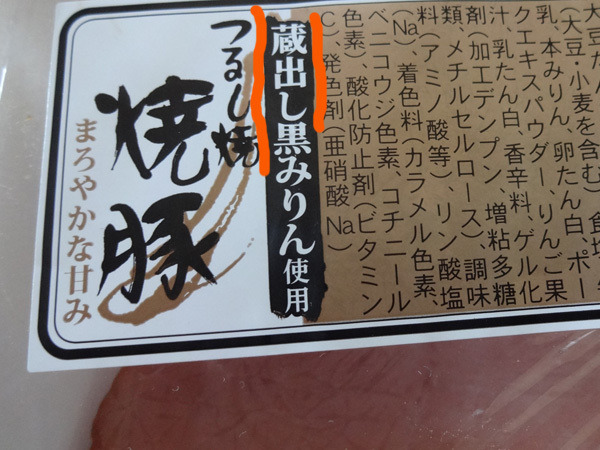 大豆たん
(大豆・小麦を含む)、食塩
乳、本みりん、卵たん白、ポー
クエキスパウダー、りんご果
汁、乳たん白、香辛料、ゲル化
剤(加工デンプン、増粘多糖
類、メチルセルロース)、調味
料(アミノ酸等)、リン酸塩
(Na)、着色料(カラメル色素、
ベニコウジ色素、コチニール
色素)、酸化防止剤(ビタミン
C)、発色剤(亜硝酸Na)
蔵出し黒みりん使用
つるし焼
焼豚
まろやかな甘み